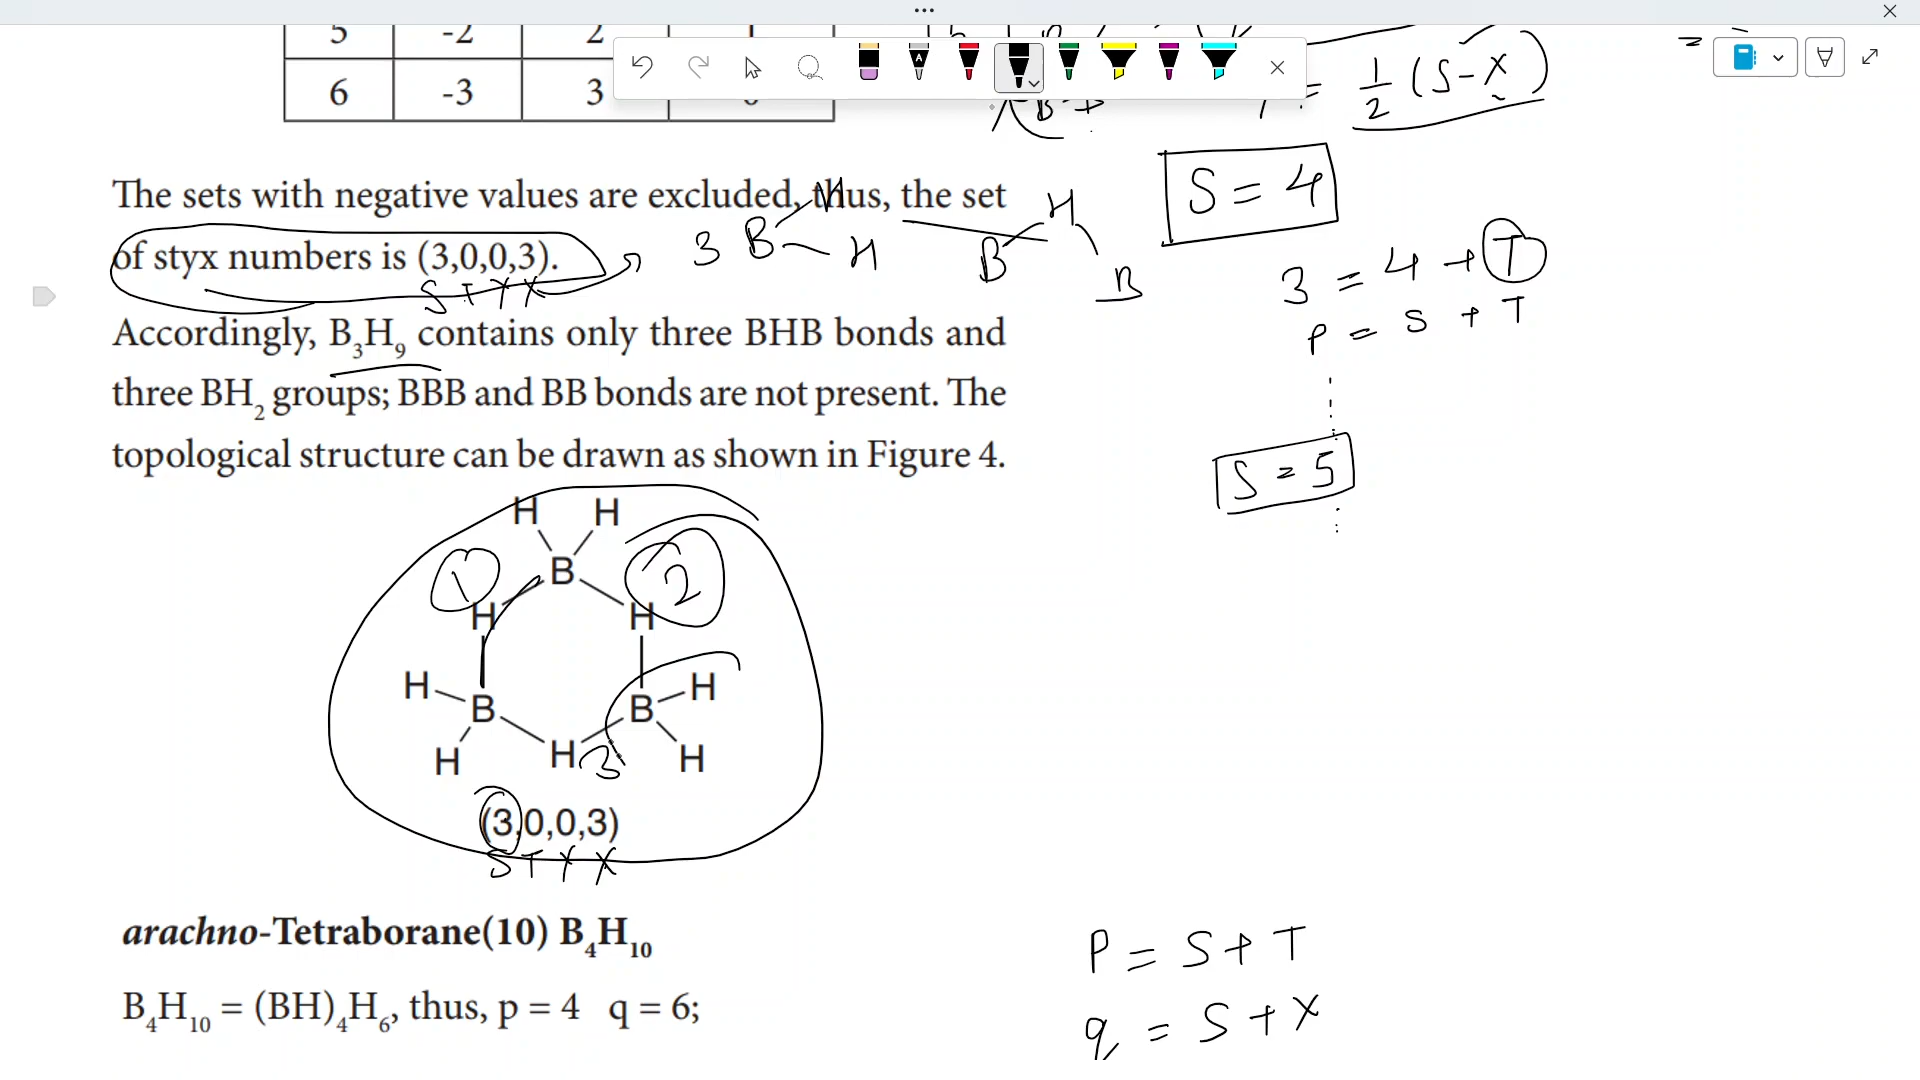 5 -2 2 1
6 -3 3
= 1/2 (S-X)
The sets with negative values are excluded, thus, the set
of styx numbers is (3,0,0,3).
S T Y X
3 B H H
B H B
S = 4
3 = 4 + T
P = S + T
Accordingly, B₃H₉ contains only three BHB bonds and
three BH₂ groups; BBB and BB bonds are not present. The
topological structure can be drawn as shown in Figure 4.
S = 5
H H
1 B 2
H H
H B B H
H H 3 H
(3,0,0,3)
S T Y X
arachno-Tetraborane(10) B₄H₁₀
P = S + T
B₄H₁₀ = (BH)₄H₆, thus, p = 4 q = 6;
q = S + X